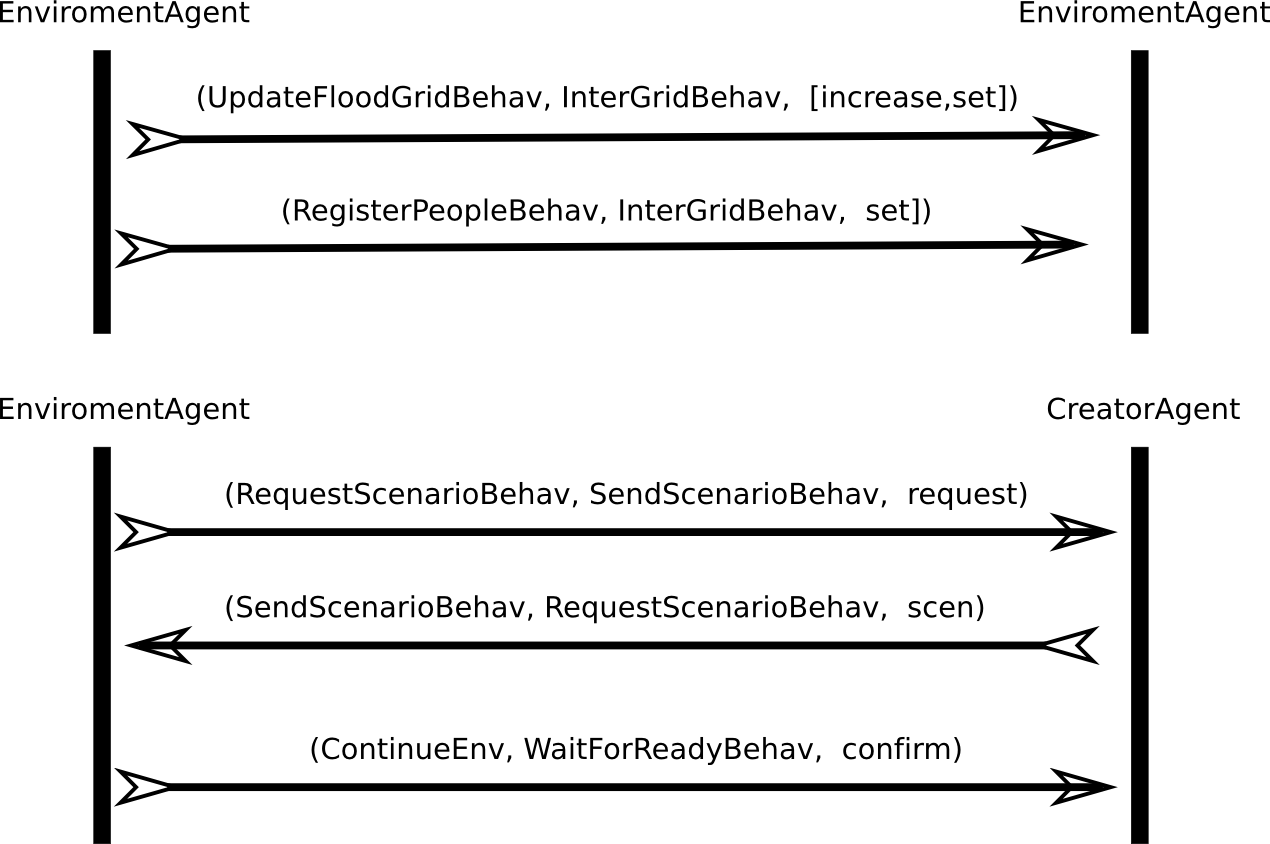 EnviromentAgent EnviromentAgent
(UpdateFloodGridBehav, InterGridBehav, [increase,set])
(RegisterPeopleBehav, InterGridBehav, set])
EnviromentAgent CreatorAgent
(RequestScenarioBehav, SendScenarioBehav, request)
(SendScenarioBehav, RequestScenarioBehav, scen)
(ContinueEnv, WaitForReadyBehav, confirm)